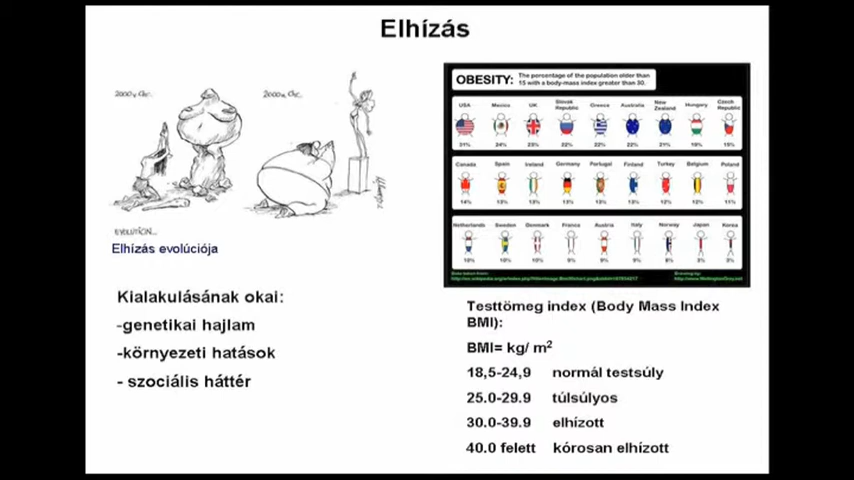 Elhízás
EVOLUTION...
Elhízás evolúciója
Kialakulásának okai:
-genetikai hajlam
-környezeti hatások
- szociális háttér
OBESITY: The percentage of the population older than
15 with a body-mass index greater than 30.
USA Mexico UK Slovak Republic Greece Australia New Zealand Hungary Czech Republic
31% 24% 23% 22% 22% 22% 21% 19% 15%
Canada Spain Ireland Germany Portugal Finland Turkey Belgium Poland
14% 13% 13% 13% 13% 13% 12% 12% 11%
Netherlands Sweden Denmark France Austria Italy Norway Japan Korea
10% 10% 10% 9% 9% 9% 8% 3% 3%
Testtömeg index (Body Mass Index
BMI):
BMI= kg/ m²
18,5-24,9 normál testsúly
25.0-29.9 túlsúlyos
30.0-39.9 elhízott
40.0 felett kórosan elhízott